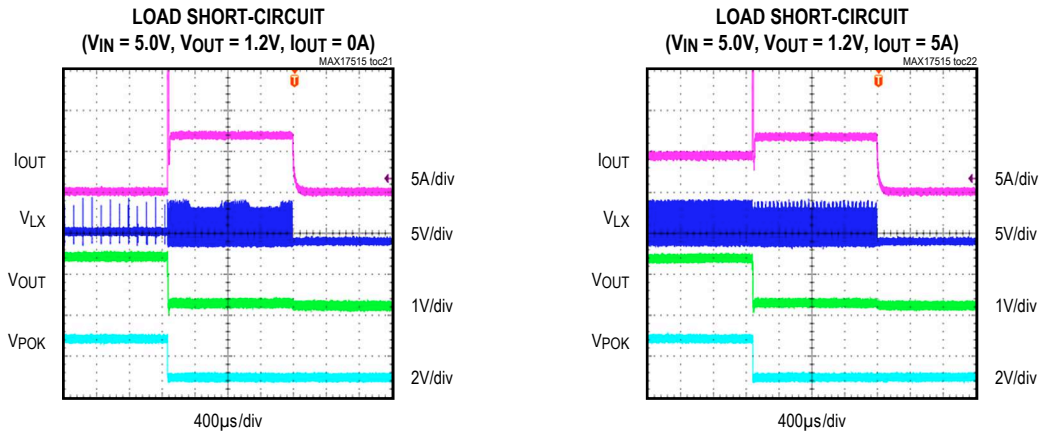 LOAD SHORT-CIRCUIT
(VIN = 5.0V, VOUT = 1.2V, IOUT = 0A)
MAX17515 toc21
T
IOUT
5A/div
VLX
5V/div
VOUT
1V/div
VPOK
2V/div
400µs/div
LOAD SHORT-CIRCUIT
(VIN = 5.0V, VOUT = 1.2V, IOUT = 5A)
MAX17515 toc22
T
IOUT
5A/div
VLX
5V/div
VOUT
1V/div
VPOK
2V/div
400µs/div